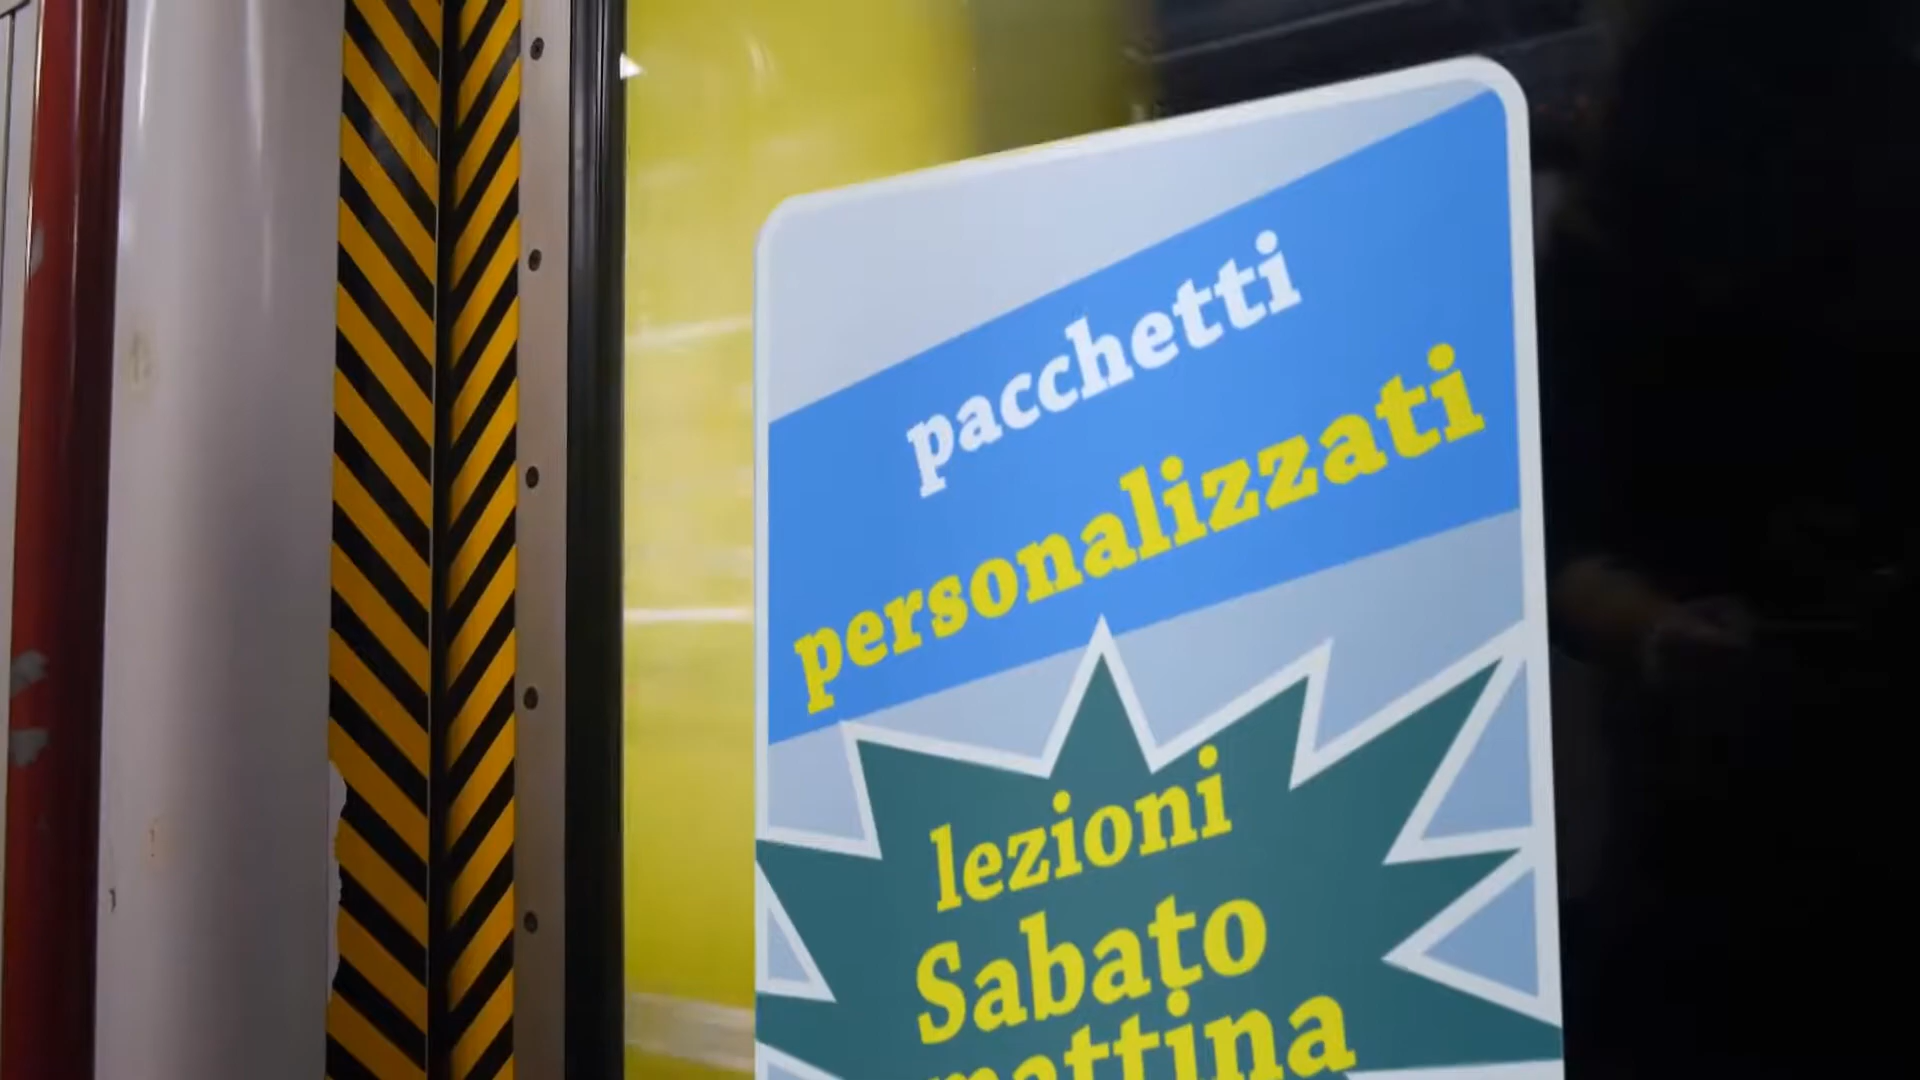 pacchetti
personalizzati
lezioni
Sabato
mattina